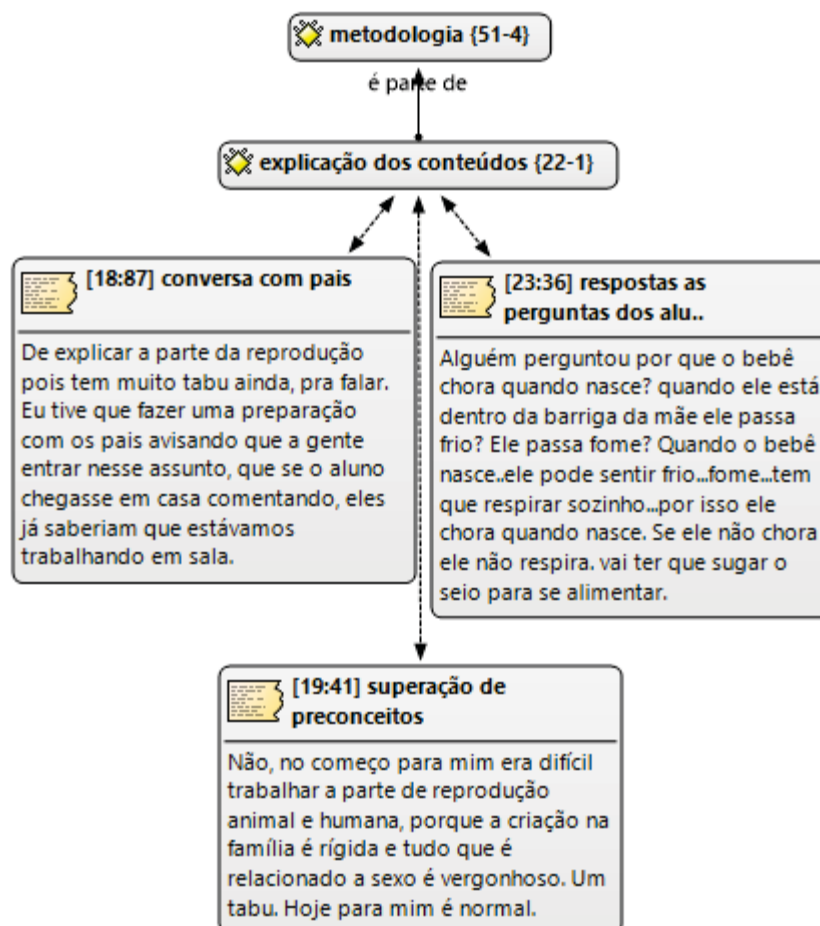 metodologia {51-4}
é parte de
explicação dos conteúdos {22-1}
[18:87] conversa com pais
De explicar a parte da reprodução
pois tem muito tabu ainda, pra falar.
Eu tive que fazer uma preparação
com os pais avisando que a gente
entrar nesse assunto, que se o aluno
chegasse em casa comentando, eles
já saberiam que estávamos
trabalhando em sala.
[23:36] respostas as
perguntas dos alu..
Alguém perguntou por que o bebê
chora quando nasce? quando ele está
dentro da barriga da mãe ele passa
frio? Ele passa fome? Quando o bebê
nasce..ele pode sentir frio...fome...tem
que respirar sozinho...por isso ele
chora quando nasce. Se ele não chora
ele não respira. vai ter que sugar o
seio para se alimentar.
[19:41] superação de
preconceitos
Não, no começo para mim era difícil
trabalhar a parte de reprodução
animal e humana, porque a criação na
família é rígida e tudo que é
relacionado a sexo é vergonhoso. Um
tabu. Hoje para mim é normal.